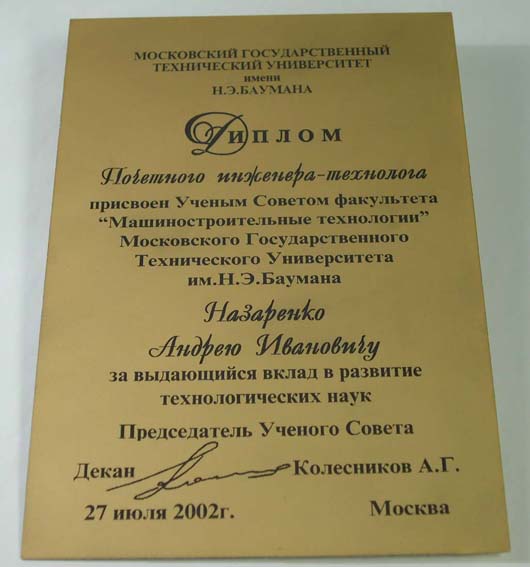 МОСКОВСКИЙ ГОСУДАРСТВЕННЫЙ
ТЕХНИЧЕСКИЙ УНИВЕРСИТЕТ
имени
Н.Э.БАУМАНА
ДИПЛОМ
Почетного инженера-технолога
присвоен Ученым Советом факультета
“Машиностроительные технологии”
Московского Государственного
Технического Университета
им.Н.Э.Баумана
Назаренко
Андрею Ивановичу
за выдающийся вклад в развитие
технологических наук
Председатель Ученого Совета
Декан Колесников А.Г.
27 июля 2002г. Москва